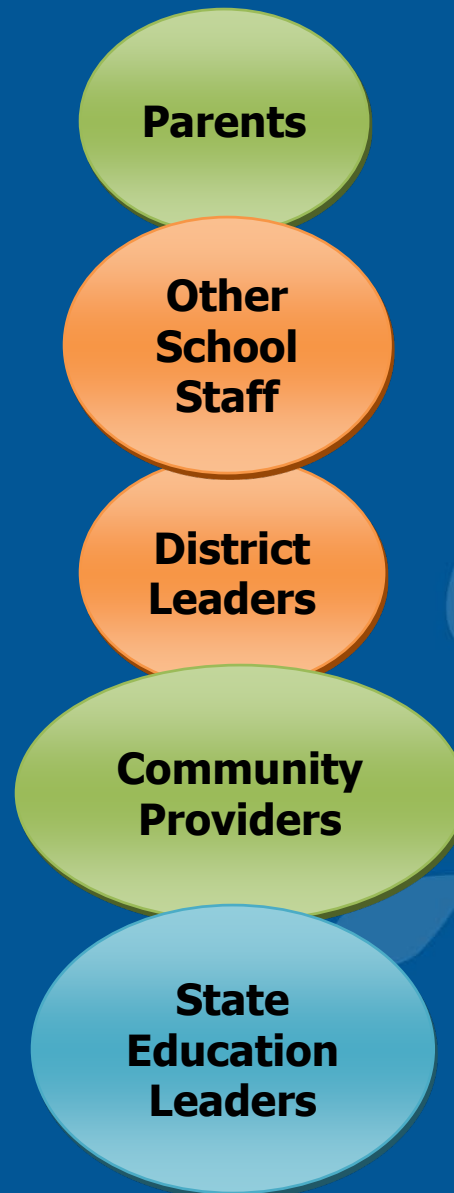 Parents
Other
School
Staff
District
Leaders
Community
Providers
State
Education
Leaders